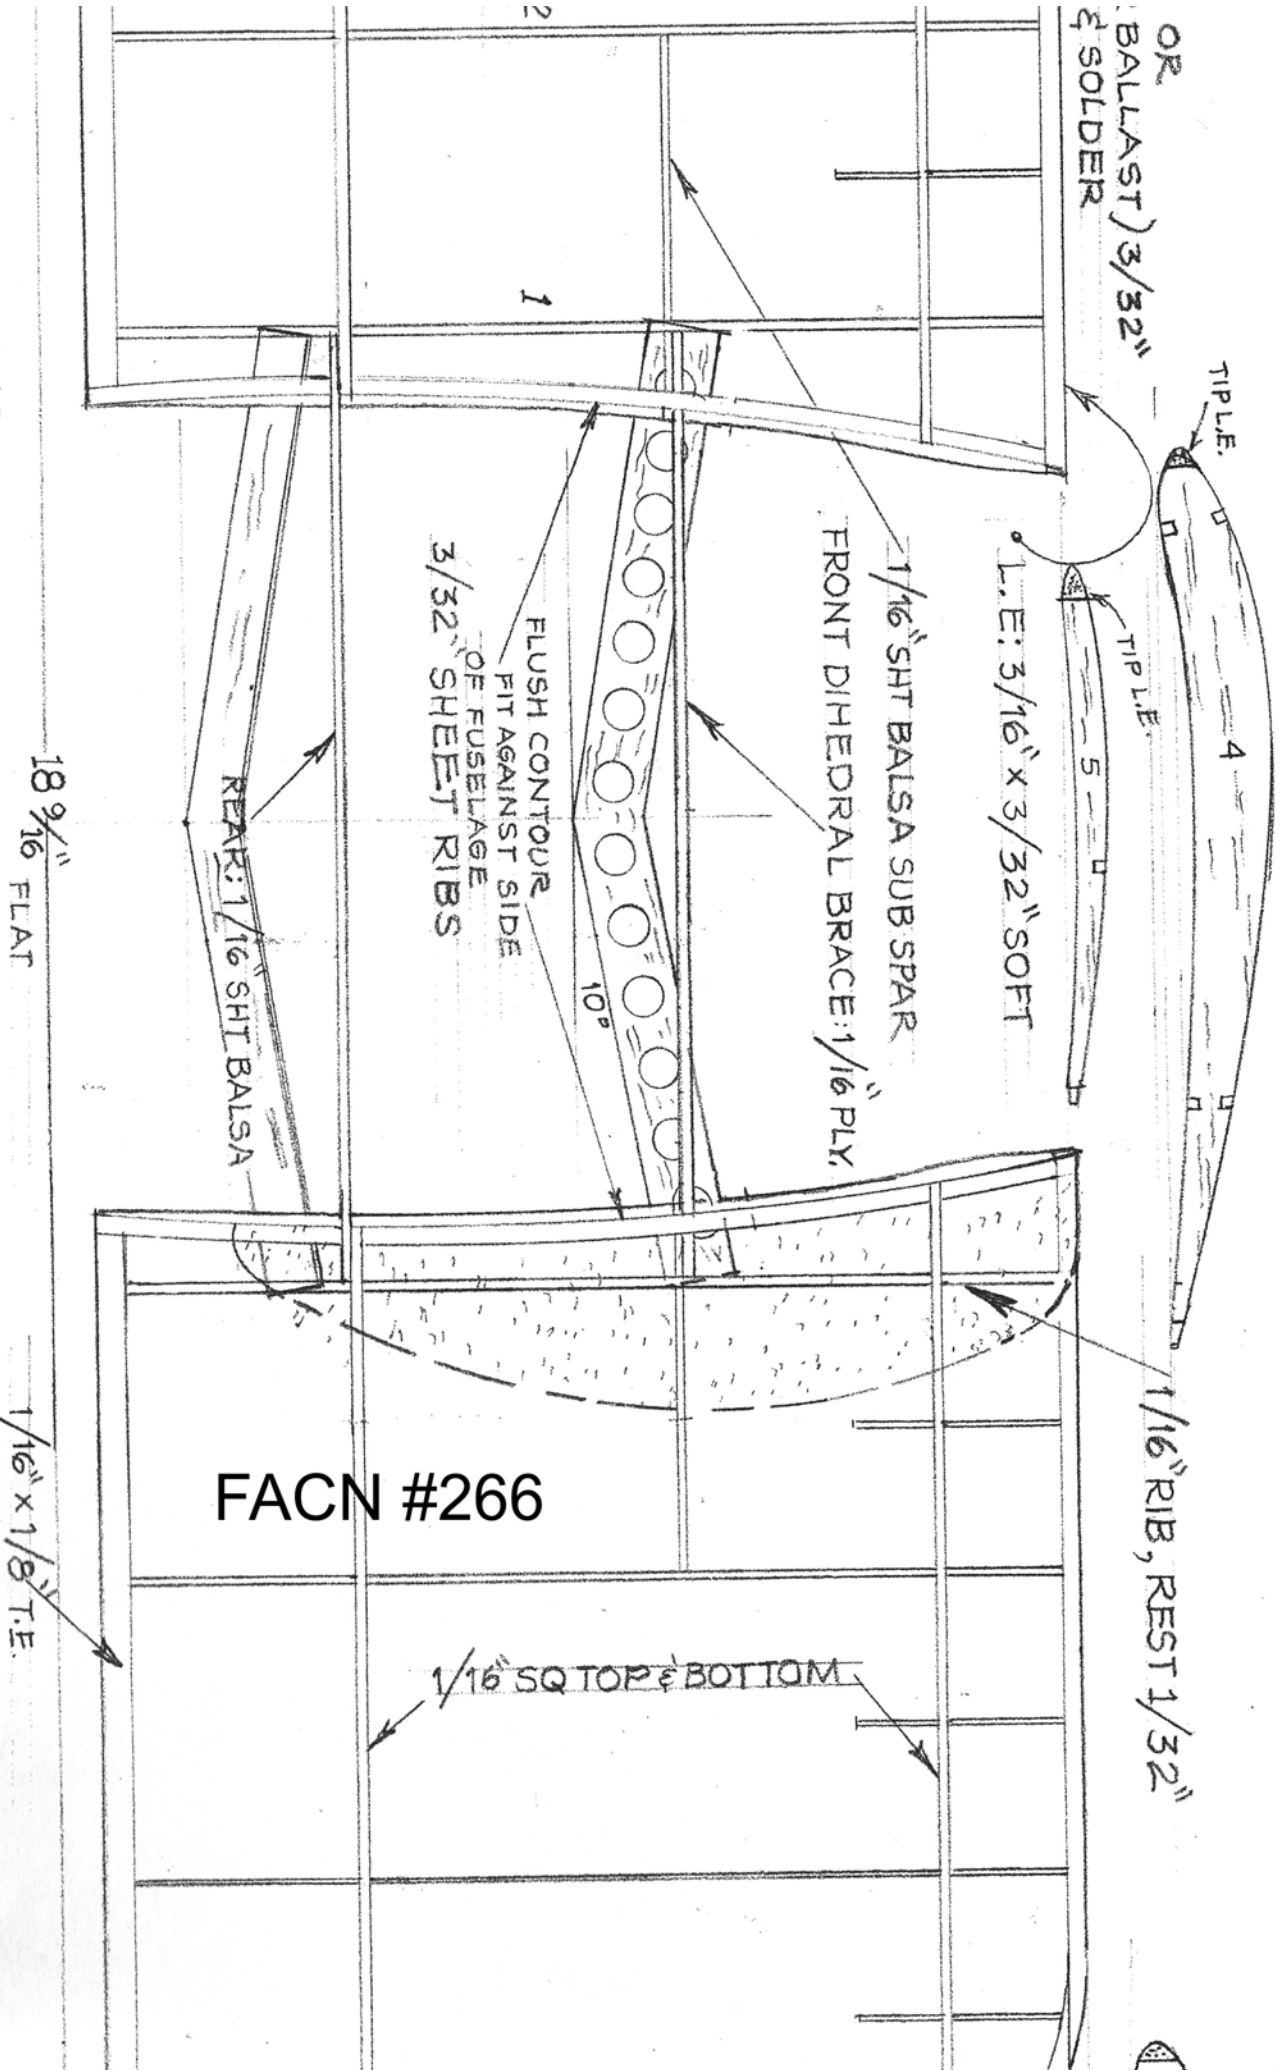 OR
BALLAST) 3/32"
& SOLDER
TIP L.E.
4
TIP L.E.
5
L.E: 3/16" x 3/32" SOFT
1/16" SHT BALSA SUB SPAR
FRONT DIHEDRAL BRACE: 1/16" PLY.
2
1
10°
FLUSH CONTOUR
FIT AGAINST SIDE
OF FUSELAGE
3/32" SHEET RIBS
REAR: 1/16" SHT BALSA
18 9/16" FLAT
1/16" RIB, REST 1/32"
FACN #266
1/16" SQ TOP & BOTTOM
1/16" x 1/8" T.E.